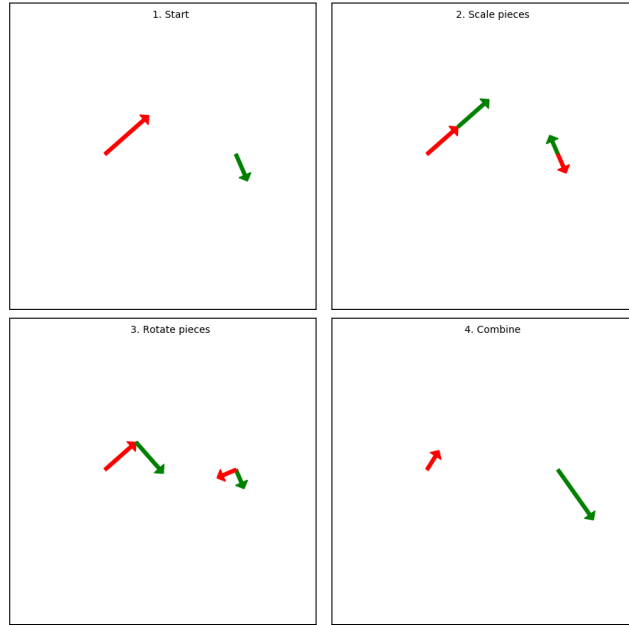 1. Start
2. Scale pieces
3. Rotate pieces
4. Combine